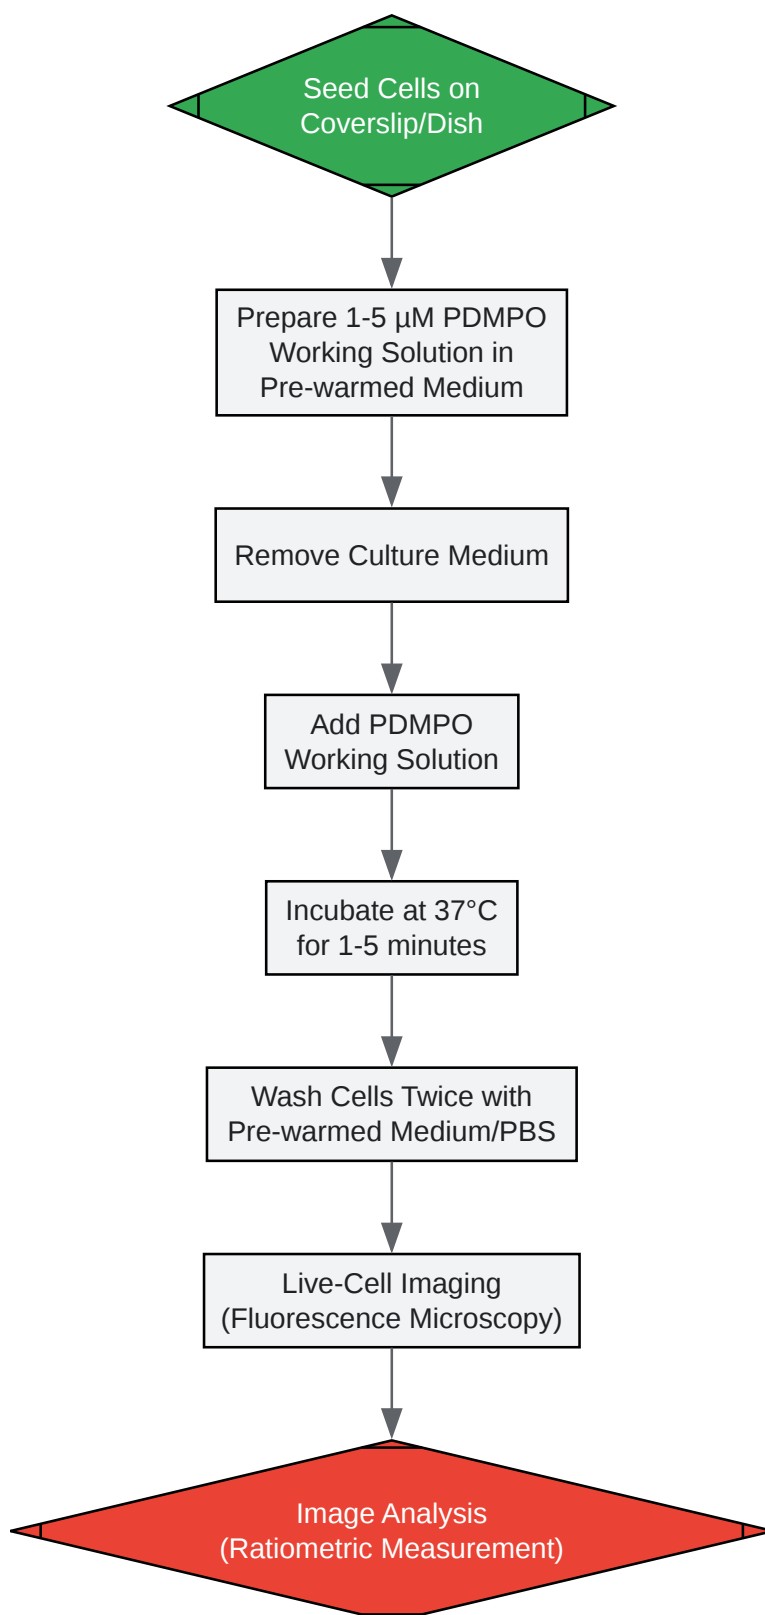 Seed Cells on
Coverslip/Dish
Prepare 1-5 µM PDMPO
Working Solution in
Pre-warmed Medium
Remove Culture Medium
Add PDMPO
Working Solution
Incubate at 37°C
for 1-5 minutes
Wash Cells Twice with
Pre-warmed Medium/PBS
Live-Cell Imaging
(Fluorescence Microscopy)
Image Analysis
(Ratiometric Measurement)